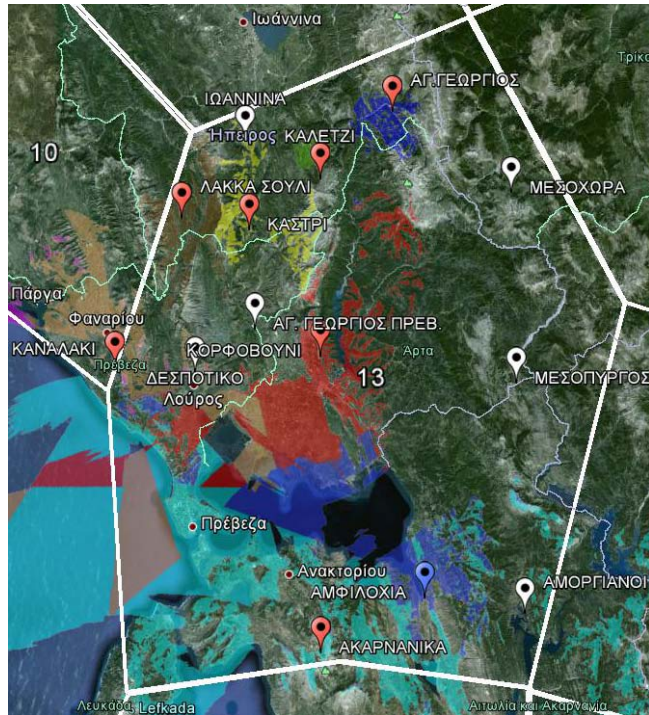 Ιωάννινα
Τρίκα
ΑΓ.ΓΕΩΡΓΙΟΣ
ΙΩΑΝΝΙΝΑ
Ήπειρος
ΚΑΛΕΤΖΙ
10
ΛΑΚΚΑ ΣΟΥΛΙ
ΜΕΣΟΧΩΡΑ
ΚΑΣΤΡΙ
Πάργα
Φαναρίου
ΑΓ. ΓΕΩΡΓΙΟΣ ΠΡΕΒ.
ΚΑΝΑΛΑΚΙ
ΚΟΡΦΟΒΟΥΝΙ
Άρτα
Πρέβεζα
ΔΕΣΠΟΤΙΚΟ
13
ΜΕΣΟΠΥΡΓΟΣ
Λούρος
Πρέβεζα
Ανακτορίου
ΑΜΦΙΛΟΧΙΑ
ΑΜΟΡΓΙΑΝΟΙ
ΑΚΑΡΝΑΝΙΚΑ
Λευκάδα
Lefkada
Αιτωλία και Ακαρνανία